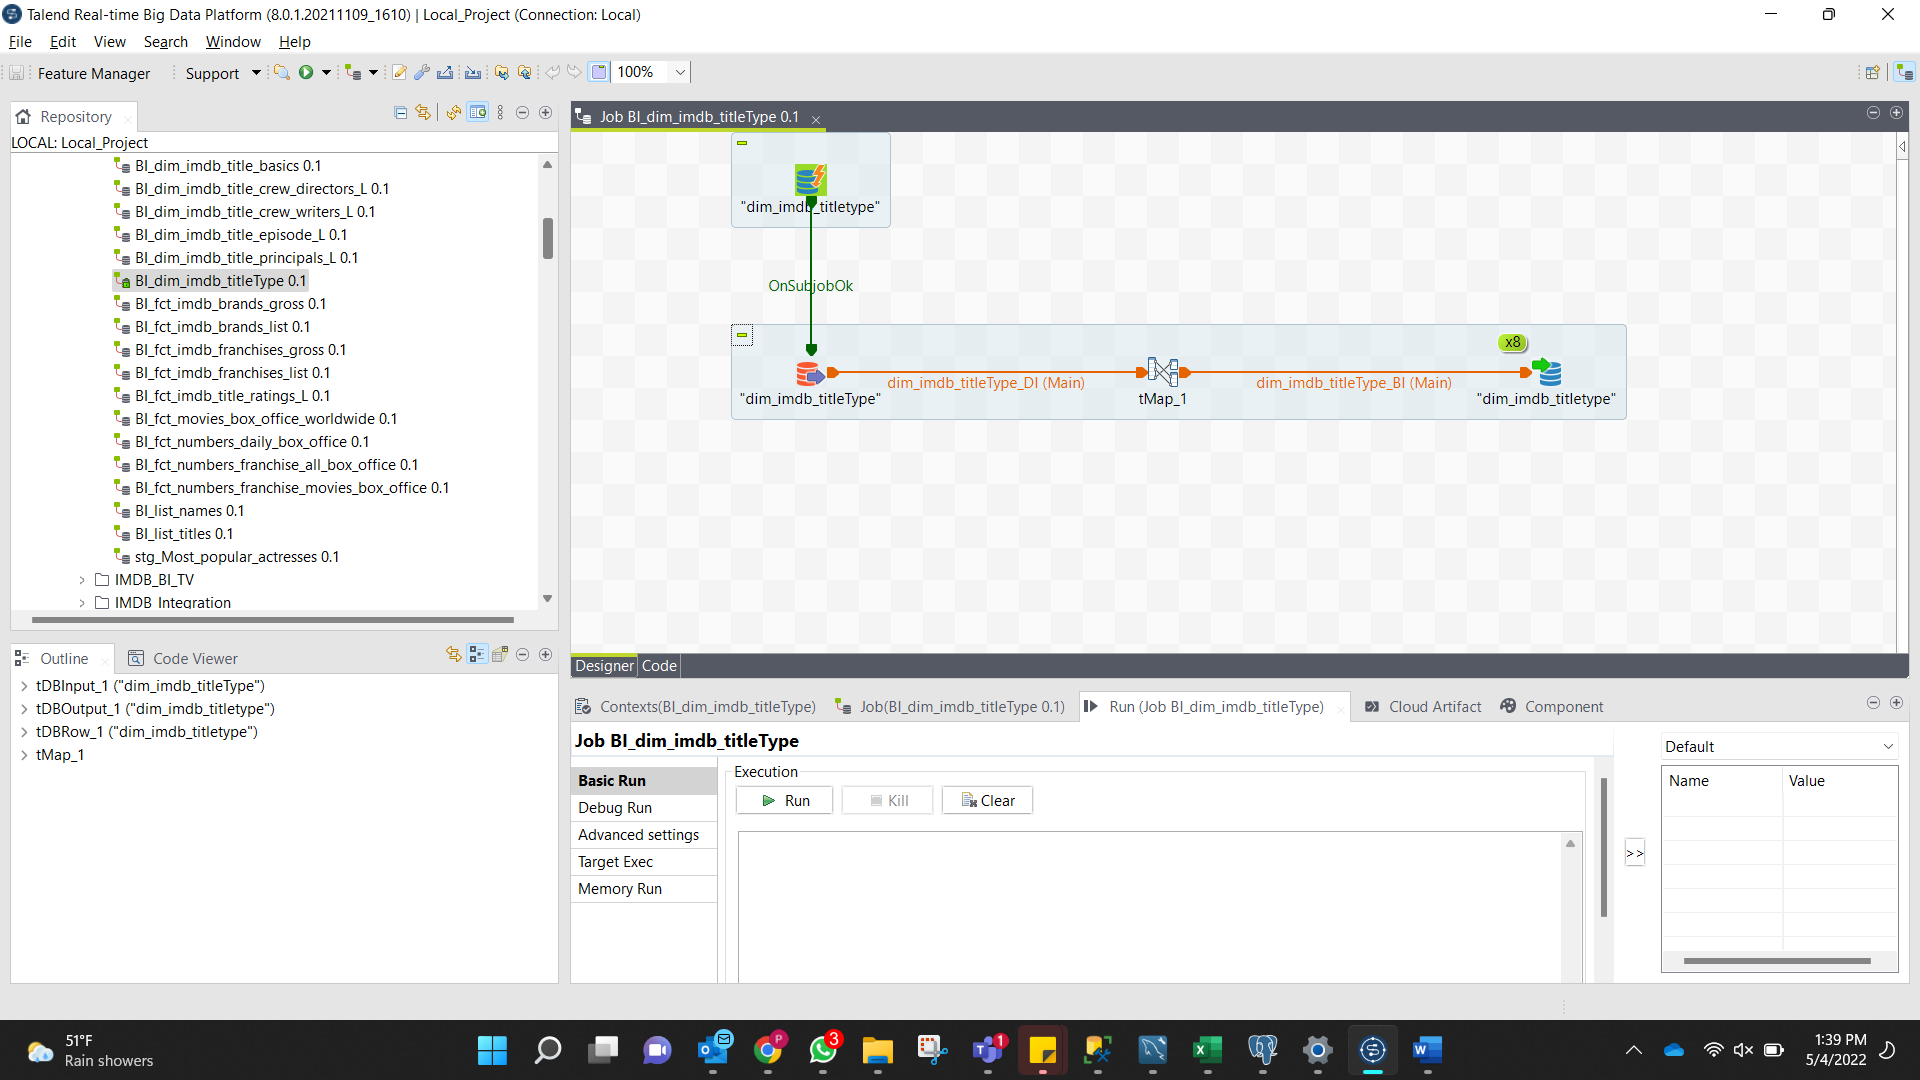 Talend Real-time Big Data Platform (8.0.1.20211109_1610) | Local_Project (Connection: Local)
File Edit View Search Window Help
Feature Manager Support 100%
Repository
LOCAL: Local_Project
BI_dim_imdb_title_basics 0.1
BI_dim_imdb_title_crew_directors_L 0.1
BI_dim_imdb_title_crew_writers_L 0.1
BI_dim_imdb_title_episode_L 0.1
BI_dim_imdb_title_principals_L 0.1
BI_dim_imdb_titleType 0.1
BI_fct_imdb_brands_gross 0.1
BI_fct_imdb_brands_list 0.1
BI_fct_imdb_franchises_gross 0.1
BI_fct_imdb_franchises_list 0.1
BI_fct_imdb_title_ratings_L 0.1
BI_fct_movies_box_office_worldwide 0.1
BI_fct_numbers_daily_box_office 0.1
BI_fct_numbers_franchise_all_box_office 0.1
BI_fct_numbers_franchise_movies_box_office 0.1
BI_list_names 0.1
BI_list_titles 0.1
stg_Most_popular_actresses 0.1
IMDB_BI_TV
IMDB_Integration
Outline Code Viewer
tDBInput_1 ("dim_imdb_titleType")
tDBOutput_1 ("dim_imdb_titletype")
tDBRow_1 ("dim_imdb_titletype")
tMap_1
Job BI_dim_imdb_titleType 0.1
"dim_imdb_titletype"
OnSubjobOk
x8
dim_imdb_titleType_DI (Main) dim_imdb_titleType_BI (Main)
"dim_imdb_titleType" tMap_1 "dim_imdb_titletype"
Designer Code
Contexts(BI_dim_imdb_titleType) Job(BI_dim_imdb_titleType 0.1) Run (Job BI_dim_imdb_titleType) Cloud Artifact Component
Job BI_dim_imdb_titleType
Basic Run
Debug Run
Advanced settings
Target Exec
Memory Run
Execution
Run Kill Clear
>>
Default
Name Value
51°F
Rain showers
P
3
1
1:39 PM
5/4/2022